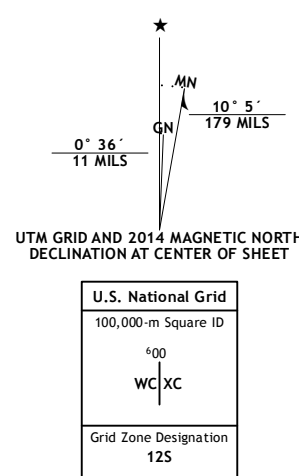 ★
MN
GN
10° 5´
179 MILS
0° 36´
11 MILS
UTM GRID AND 2014 MAGNETIC NORTH
DECLINATION AT CENTER OF SHEET
U.S. National Grid
100,000-m Square ID
⁶00
WC XC
Grid Zone Designation
12S